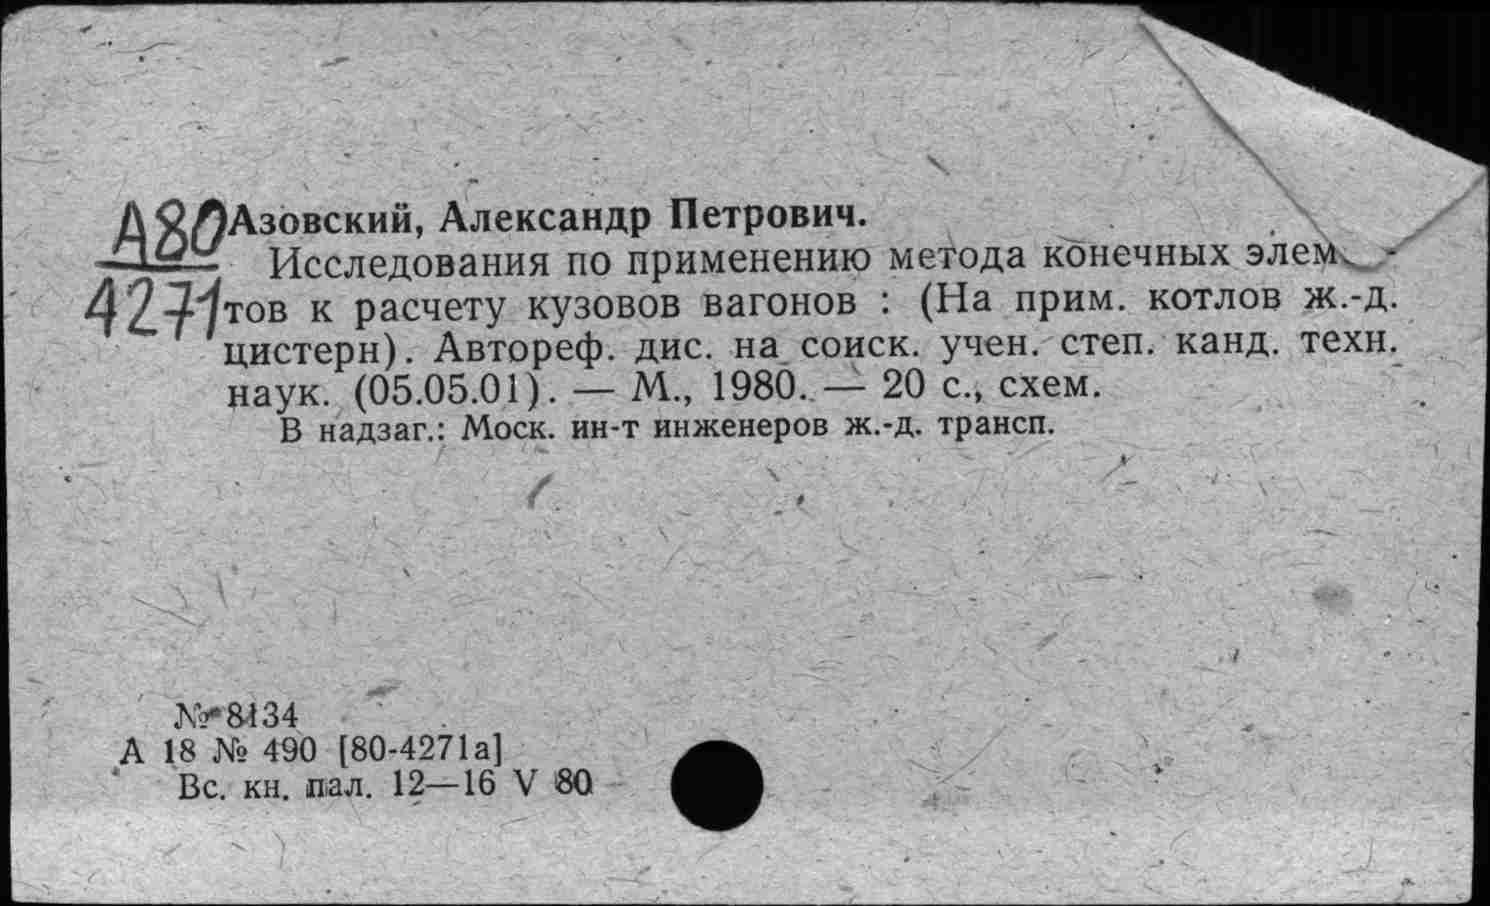 А80
4271
Азовский, Александр Петрович.
Исследования по применению метода конечных элем
тов к расчету кузовов вагонов : (На прим. котлов ж.-д.
цистерн). Автореф. дис. на соиск. учен. степ. канд. техн.
наук. (05.05.01). — М., 1980. — 20 с., схем.
В надзаг.: Моск. ин-т инженеров ж.-д. трансп.
№ 8134
А 18 № 490 [80-4271а]
Вс. кн. пал. 12—16 V 80